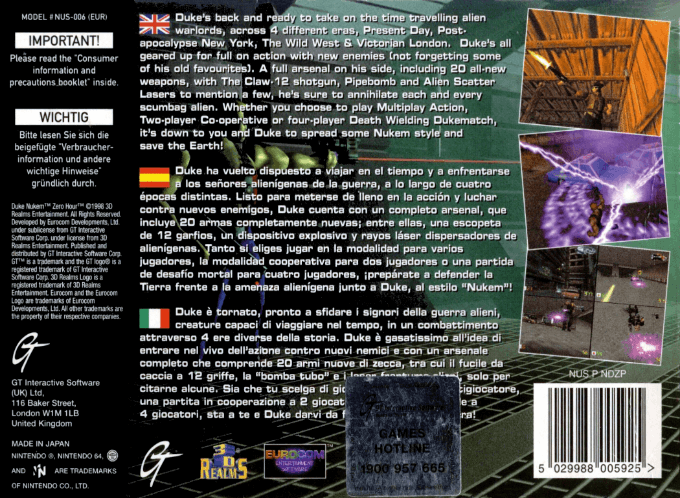 MODEL # NUS-006 (EUR)
IMPORTANT!
Please read the "Consumer
information and
precautions booklet" inside.
WICHTIG
Bitte lesen Sie sich die
beigefügte "Verbraucher-
information und andere
wichtige Hinweise"
gründlich durch.
Duke Nukem™ Zero Hour™ ©1998 3D
Realms Entertainment. All Rights Reserved.
Developed by Eurocom Developments, Ltd.
under sublicense from GT Interactive
Software Corp. under license from 3D
Realms Entertainment. Published and
distributed by GT Interactive Software Corp.
GT™ is a trademark and the GT logo® is a
registered trademark of GT Interactive
Software Corp. 3D Realms Logo is a
registered trademark of 3D Realms
Entertainment. Eurocom and the Eurocom
Logo are trademarks of Eurocom
Developments, Ltd. All other trademarks are
the property of their respective companies.
GT
GT Interactive Software
(UK) Ltd,
116 Baker Street,
London W1M 1LB
United Kingdom
MADE IN JAPAN
NINTENDO ®, NINTENDO 64,
AND ARE TRADEMARKS
OF NINTENDO CO., LTD.
Duke's back and ready to take on the time travelling alien
warlords, across 4 different eras, Present Day, Post-
apocalypse New York, The Wild West & Victorian London. Duke's all
geared up for full on action with new enemies (not forgetting some
of his old favourites). A full arsenal on his side, including 20 all-new
weapons, with The Claw-12 shotgun, Pipebomb and Alien Scatter
Lasers to mention a few, he's sure to annihilate each and every
scumbag alien. Whether you choose to play Multiplay Action,
Two-player Co-operative or four-player Death Wielding Dukematch,
it's down to you and Duke to spread some Nukem style and
save the Earth!
Duke ha vuelto dispuesto a viajar en el tiempo y a enfrentarse
a los señores alienígenas de la guerra, a lo largo de cuatro
épocas distintas. Listo para meterse de lleno en la acción y luchar
contra nuevos enemigos, Duke cuenta con un completo arsenal, que
incluye 20 armas completamente nuevas; entre ellas, una escopeta
de 12 garfios, un dispositivo explosivo y rayos láser dispersadores de
alienígenas. Tanto si eliges jugar en la modalidad para varios
jugadores, la modalidad cooperativa para dos jugadores o una partida
de desafío mortal para cuatro jugadores, ¡prepárate a defender la
Tierra frente a la amenaza alienígena junto a Duke, al estilo "Nukem"!
Duke è tornato, pronto a sfidare i signori della guerra alieni,
creature capaci di viaggiare nel tempo, in un combattimento
attraverso 4 ere diverse della storia. Duke è gasatissimo all'idea di
entrare nel vivo dell'azione contro nuovi nemici e con un arsenale
completo che comprende 20 armi nuove di zecca, tra cui il fucile da
caccia a 12 griffe, la "bomba tubo" e i solo per
citarne alcune. Sia che tu scelga di
una partita in cooperazione a 2 e a
4 giocatori, sta a te e Duke darvi da
GT
3D REALMS
EUROCOM
ENTERTAINMENT
SOFTWARE
GAMES
HOTLINE
1900 957 665
NUS P NDZP
5 029988 005925 >